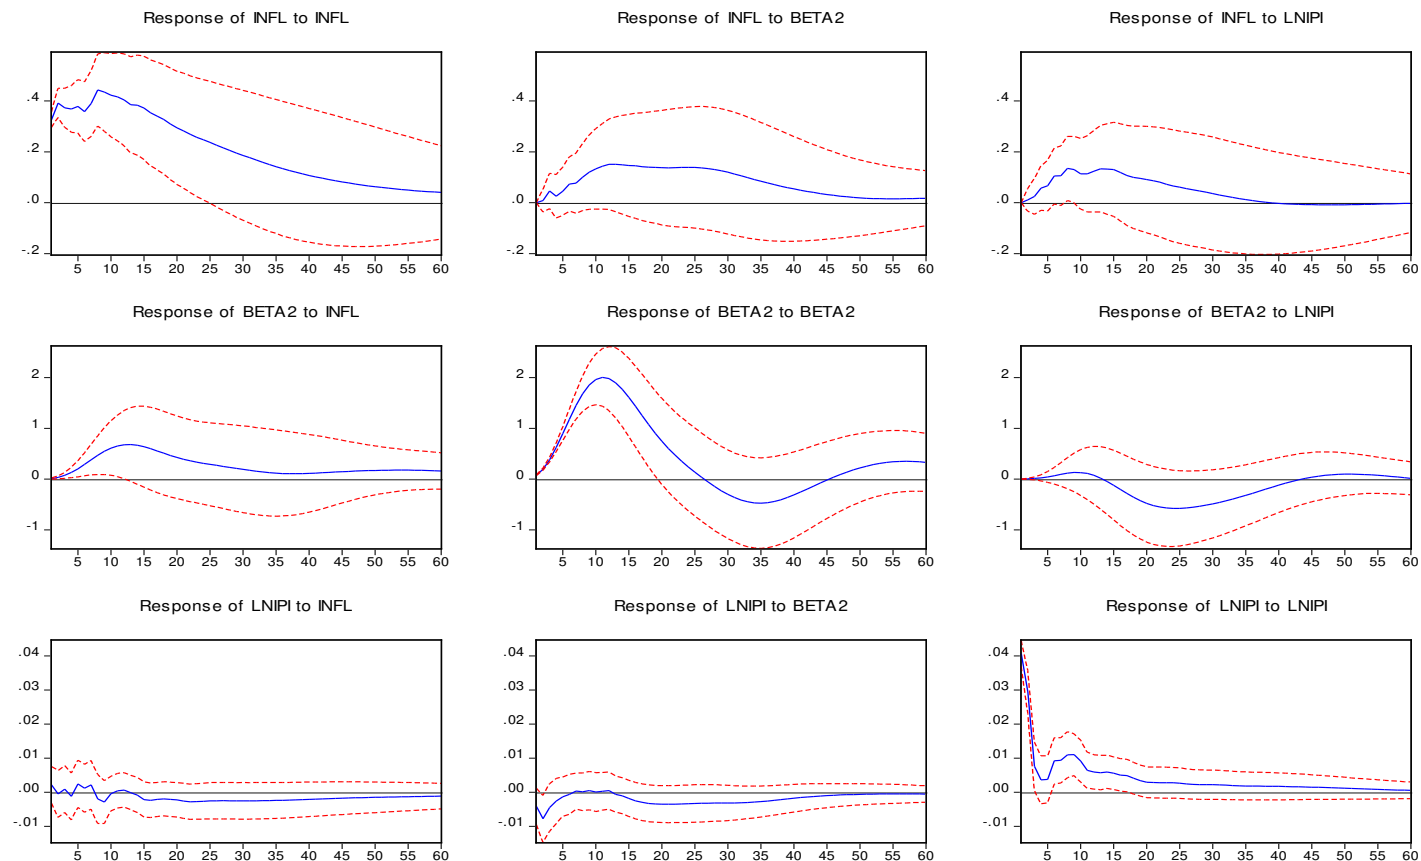 Response of INFL to INFL
Response of INFL to BETA2
Response of INFL to LNIPI
.4
.2
.0
-.2
5 10 15 20 25 30 35 40 45 50 55 60
.4
.2
.0
-.2
5 10 15 20 25 30 35 40 45 50 55 60
.4
.2
.0
-.2
5 10 15 20 25 30 35 40 45 50 55 60
Response of BETA2 to INFL
Response of BETA2 to BETA2
Response of BETA2 to LNIPI
2
1
0
-1
5 10 15 20 25 30 35 40 45 50 55 60
2
1
0
-1
5 10 15 20 25 30 35 40 45 50 55 60
2
1
0
-1
5 10 15 20 25 30 35 40 45 50 55 60
Response of LNIPI to INFL
Response of LNIPI to BETA2
Response of LNIPI to LNIPI
.04
.03
.02
.01
.00
-.01
5 10 15 20 25 30 35 40 45 50 55 60
.04
.03
.02
.01
.00
-.01
5 10 15 20 25 30 35 40 45 50 55 60
.04
.03
.02
.01
.00
-.01
5 10 15 20 25 30 35 40 45 50 55 60